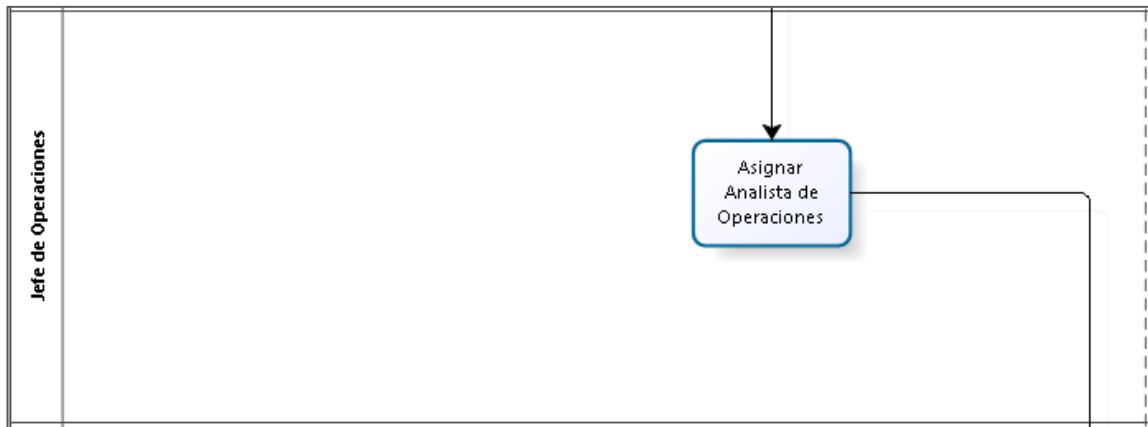 Jefe de Operaciones
Asignar
Analista de
Operaciones